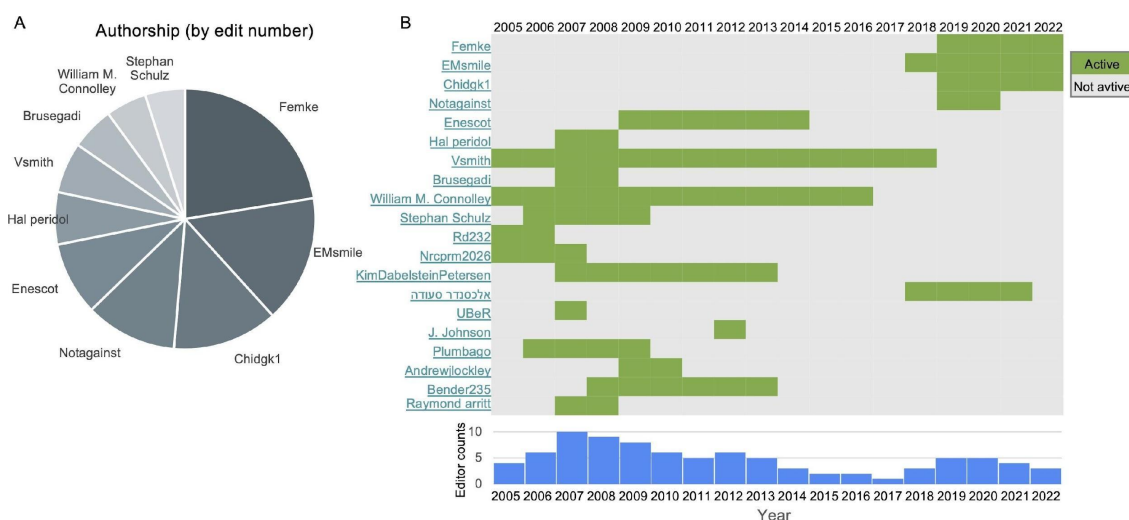 A
Authorship (by edit number)
Stephan
Schulz
William M.
Connolley
Brusegadi
Vsmith
Hal peridol
Enescot
Notagainst
Chidgk1
EMsmile
Femke
B
2005 2006 2007 2008 2009 2010 2011 2012 2013 2014 2015 2016 2017 2018 2019 2020 2021 2022
Femke
EMsmile
Chidgk1
Notagainst
Enescot
Hal peridol
Vsmith
Brusegadi
William M. Connolley
Stephan Schulz
Rd232
Nrcprm2026
KimDabelsteinPetersen
אלכסנדר סעודה
UBeR
J. Johnson
Plumbago
Andrewjlockley
Bender235
Raymond arritt
Active
Not avtive
Editor counts
10
5
0
2005 2006 2007 2008 2009 2010 2011 2012 2013 2014 2015 2016 2017 2018 2019 2020 2021 2022
Year